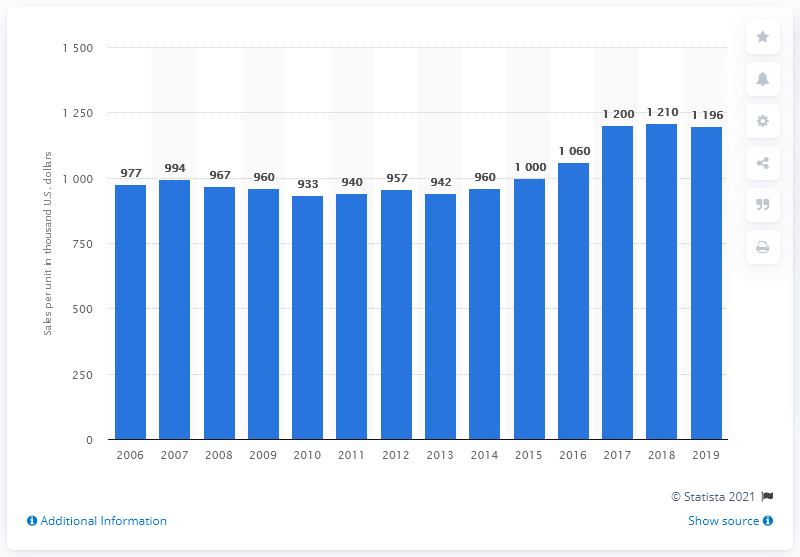 1 500
1 250
1 000
750
500
250
0
Sales per unit in thousand U.S. dollars
977 994 967 960 933 940 957 942 960 1 000 1 060 1 200 1 210 1 196
2006 2007 2008 2009 2010 2011 2012 2013 2014 2015 2016 2017 2018 2019
© Statista 2021
Additional Information
Show source